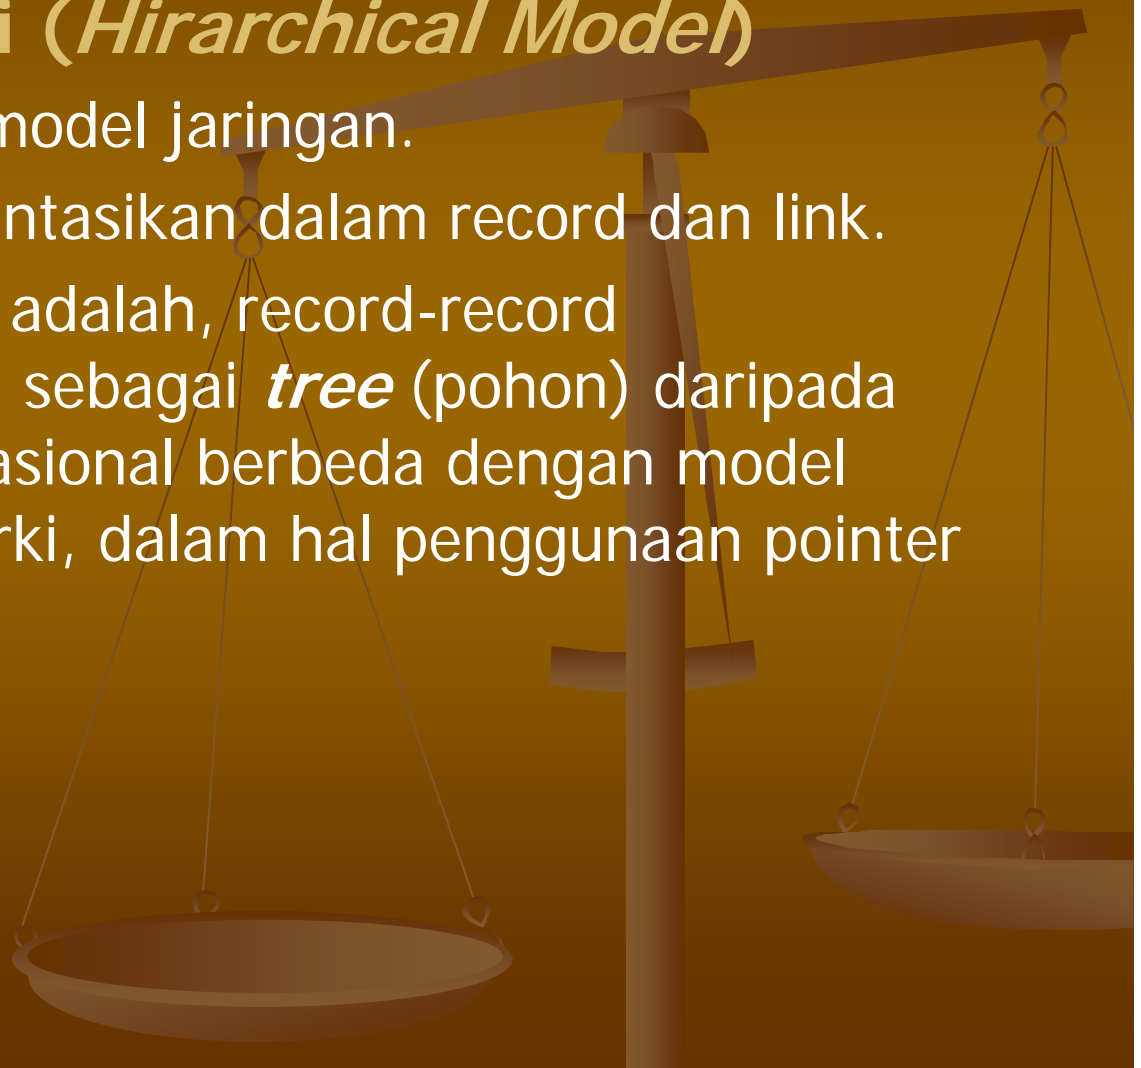 i (Hirarchical Model)
model jaringan.
ntasikan dalam record dan link.
adalah, record-record
sebagai tree (pohon) daripada
asional berbeda dengan model
rki, dalam hal penggunaan pointer